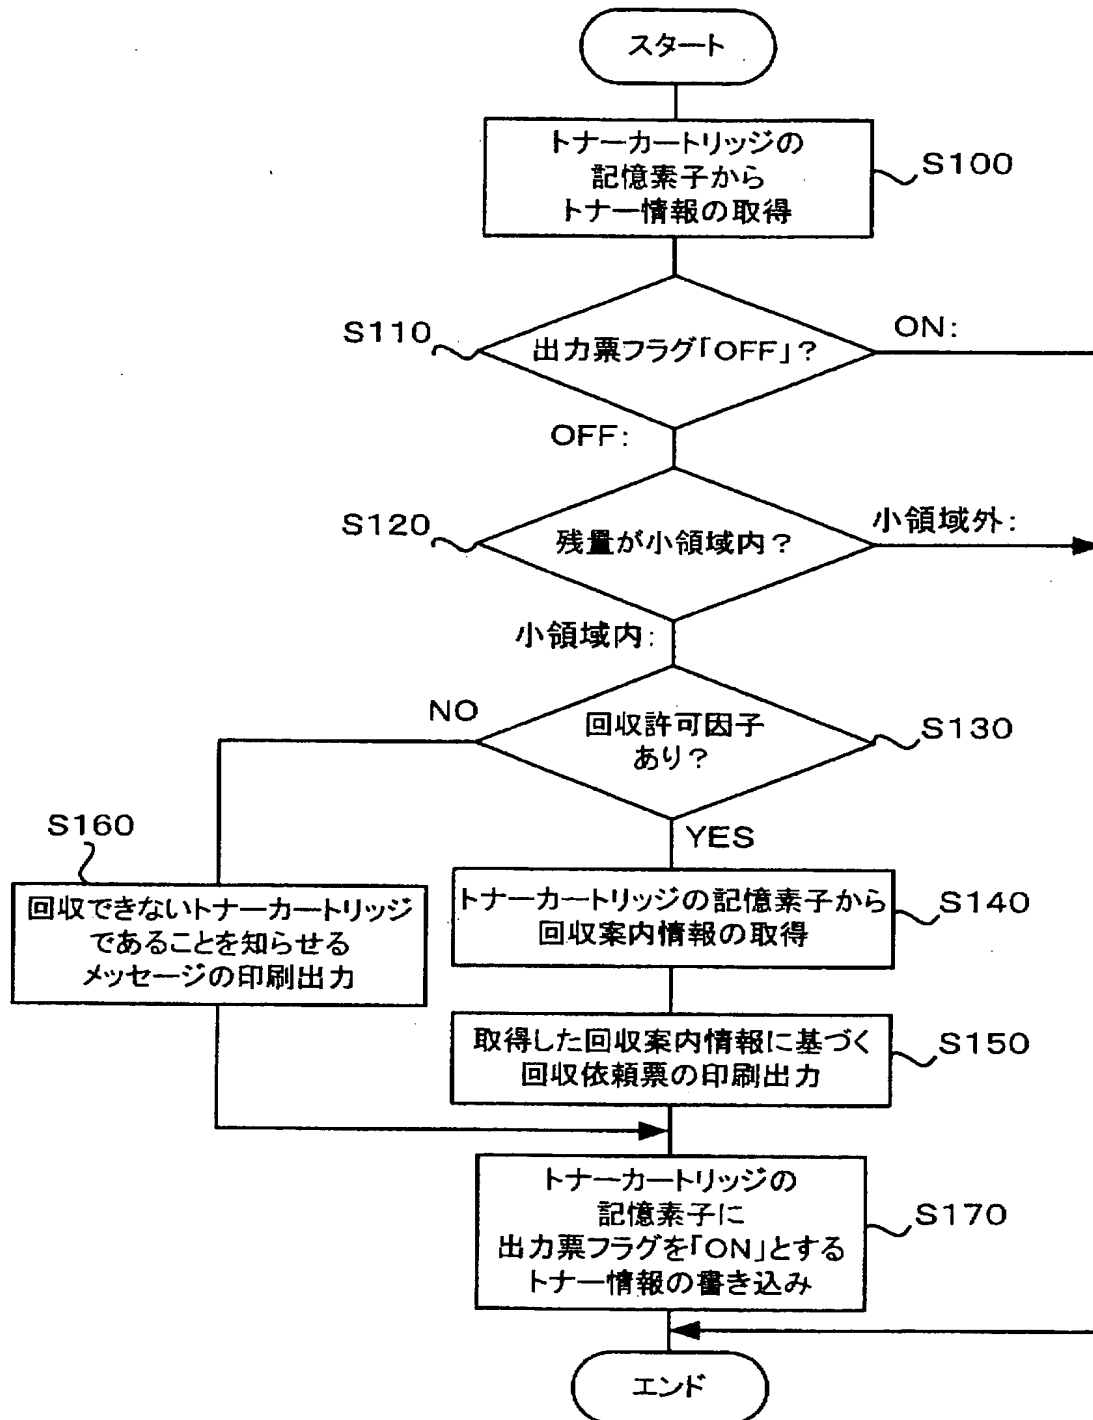 スタート
トナーカートリッジの
記憶素子から
トナー情報の取得
S100
S110
出力票フラグ「OFF」?
ON:
OFF:
S120
残量が小領域内?
小領域外:
小領域内:
NO
回収許可因子
あり?
S130
YES
S160
回収できないトナーカートリッジ
であることを知らせる
メッセージの印刷出力
トナーカートリッジの記憶素子から
回収案内情報の取得
S140
取得した回収案内情報に基づく
回収依頼票の印刷出力
S150
トナーカートリッジの
記憶素子に
出力票フラグを「ON」とする
トナー情報の書き込み
S170
エンド